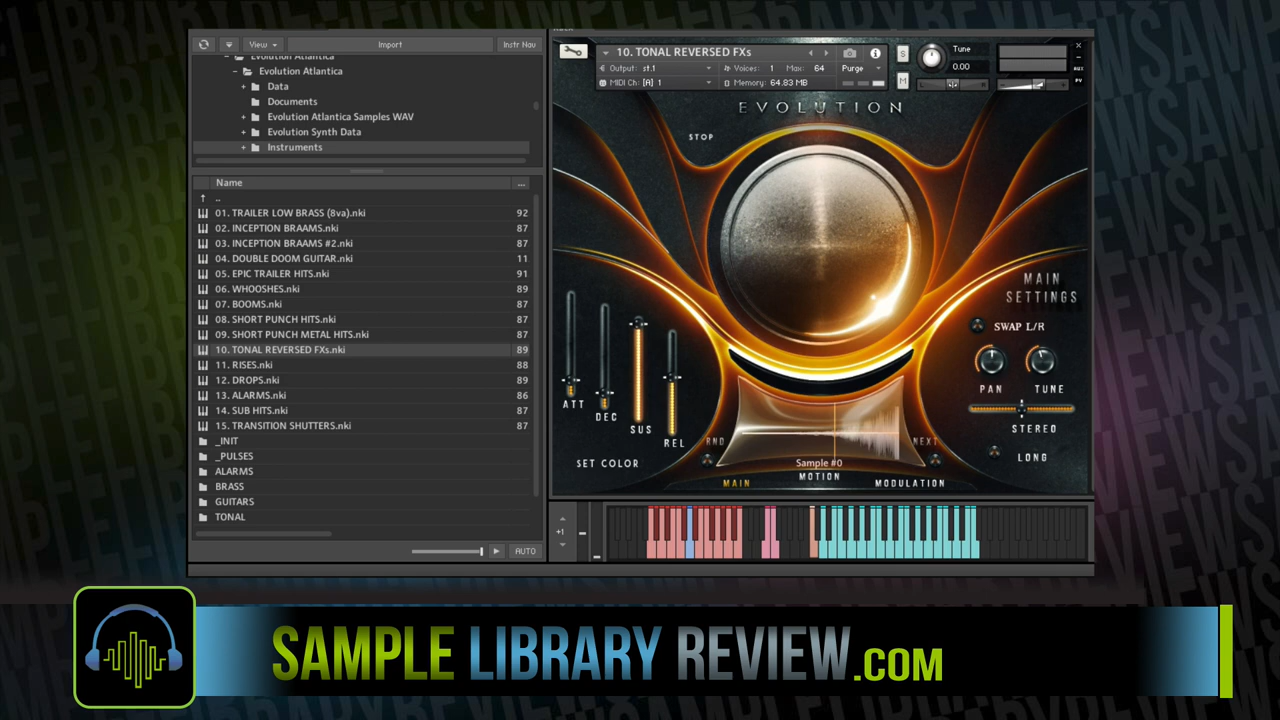 View
Import
Instr Nav
Evolution Atlantica
Evolution Atlantica
Data
Documents
Evolution Atlantica Samples WAV
Evolution Synth Data
Instruments
Name
...
..
01. TRAILER LOW BRASS (8va).nki 92
02. INCEPTION BRAAMS.nki 87
03. INCEPTION BRAAMS #2.nki 87
04. DOUBLE DOOM GUITAR.nki 11
05. EPIC TRAILER HITS.nki 91
06. WHOOSHES.nki 89
07. BOOMS.nki 87
08. SHORT PUNCH HITS.nki 87
09. SHORT PUNCH METAL HITS.nki 87
10. TONAL REVERSED FXs.nki 89
11. RISES.nki 88
12. DROPS.nki 89
13. ALARMS.nki 86
14. SUB HITS.nki 87
15. TRANSITION SHUTTERS.nki 87
_INIT
_PULSES
ALARMS
BRASS
GUITARS
TONAL
AUTO
10. TONAL REVERSED FXs
Output: st.1 Voices: 1 Max: 64 Purge
MIDI Ch: [A] 1 Memory: 64.83 MB
S
M
Tune
0.00
L R
AUX
PV
EVOLUTION
STOP
MAIN
SETTINGS
SWAP L/R
PAN TUNE
STEREO
LONG
ATT
DEC
SUS
REL
SET COLOR
RND
NEXT
Sample #0
MAIN
MOTION
MODULATION
+1
SAMPLE LIBRARY REVIEW.COM